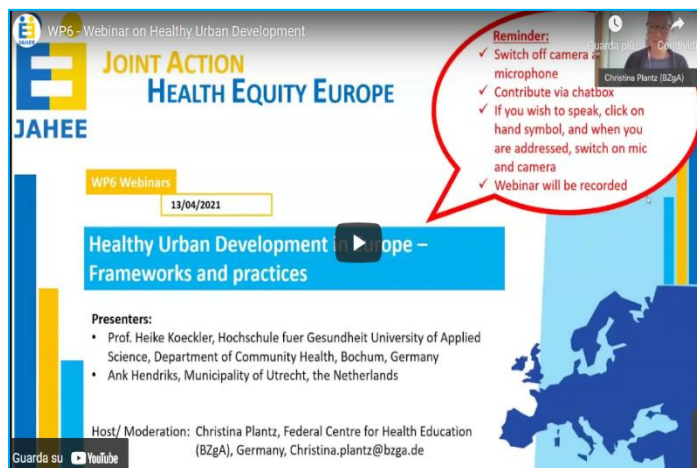 WP6 - Webinar on Healthy Urban Development
JOINT ACTION
HEALTH EQUITY EUROPE
JAHEE
Reminder:
✓ Switch off camera a
microphone
✓ Contribute via chatbox
✓ If you wish to speak, click on
hand symbol, and when you
are addressed, switch on mic
and camera
✓ Webinar will be recorded
Guarda più
Condividi
Christina Plantz (BZgA)
WP6 Webinars
13/04/2021
Healthy Urban Development in Europe –
Frameworks and practices
Presenters:
• Prof. Heike Koeckler, Hochschule fuer Gesundheit University of Applied
Science, Department of Community Health, Bochum, Germany
• Ank Hendriks, Municipality of Utrecht, the Netherlands
Host/ Moderation: Christina Plantz, Federal Centre for Health Education
(BZgA), Germany, Christina.plantz@bzga.de
Guarda su YouTube